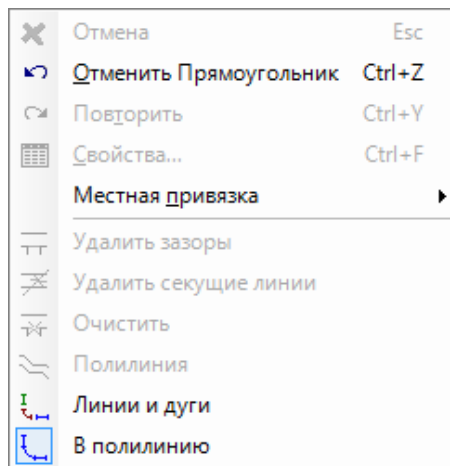 Отмена Esc
Отменить Прямоугольник Ctrl+Z
Повторить Ctrl+Y
Свойства... Ctrl+F
Местная привязка
Удалить зазоры
Удалить секущие линии
Очистить
Полилиния
Линии и дуги
В полилинию